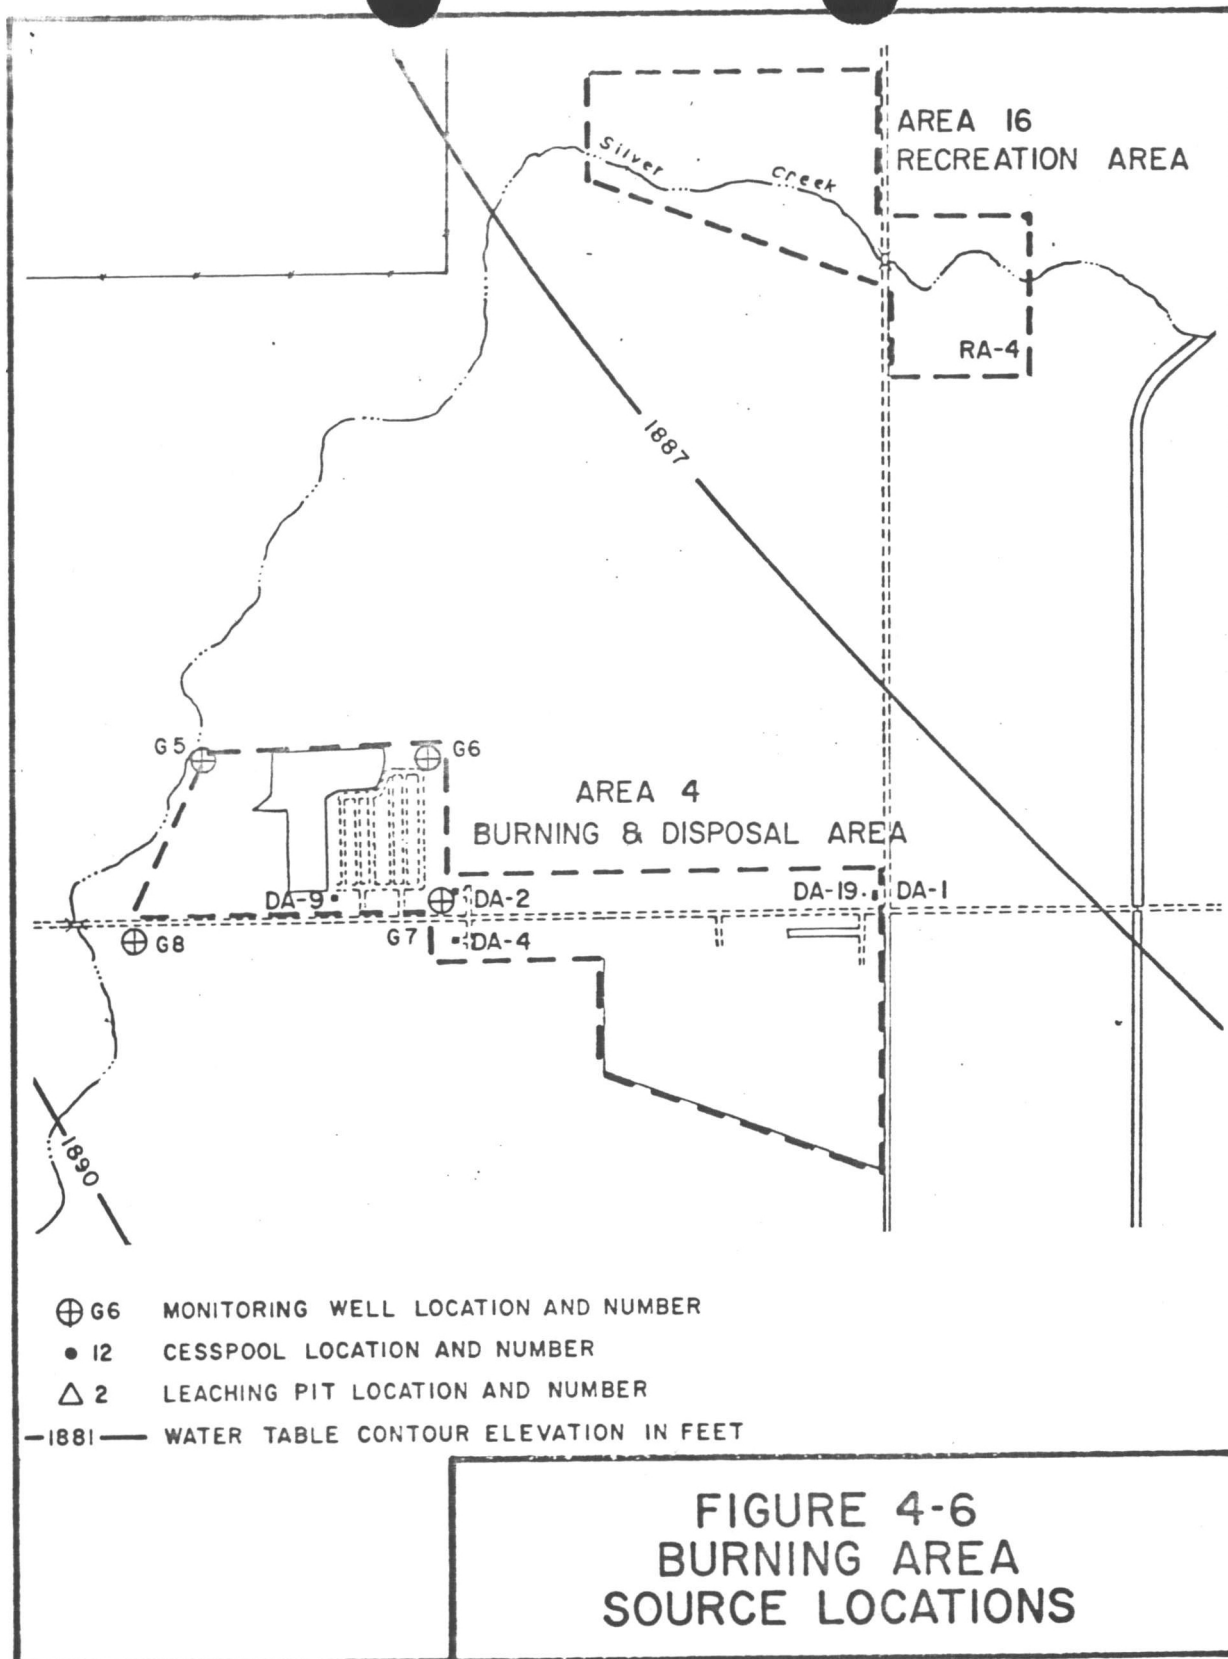 AREA 16
RECREATION AREA
Silver Creek
RA-4
1887
G5
G6
AREA 4
BURNING & DISPOSAL AREA
DA-9
DA-2
DA-19
DA-1
G8
G7
DA-4
1890
G6 MONITORING WELL LOCATION AND NUMBER
12 CESSPOOL LOCATION AND NUMBER
2 LEACHING PIT LOCATION AND NUMBER
1881 WATER TABLE CONTOUR ELEVATION IN FEET
FIGURE 4-6
BURNING AREA
SOURCE LOCATIONS